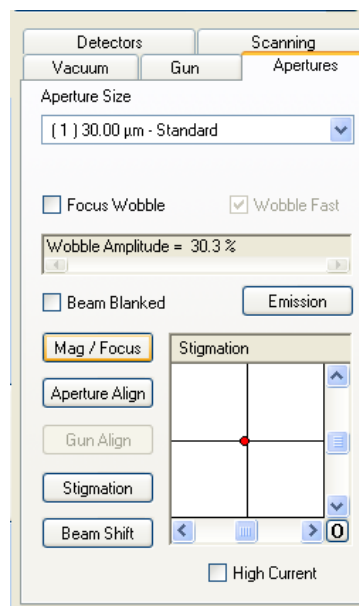 Detectors Scanning
Vacuum Gun Apertures
Aperture Size
( 1 ) 30.00 µm - Standard
Focus Wobble Wobble Fast
Wobble Amplitude = 30.3 %
Beam Blanked Emission
Mag / Focus Stigmation
Aperture Align
Gun Align
Stigmation
Beam Shift O
High Current